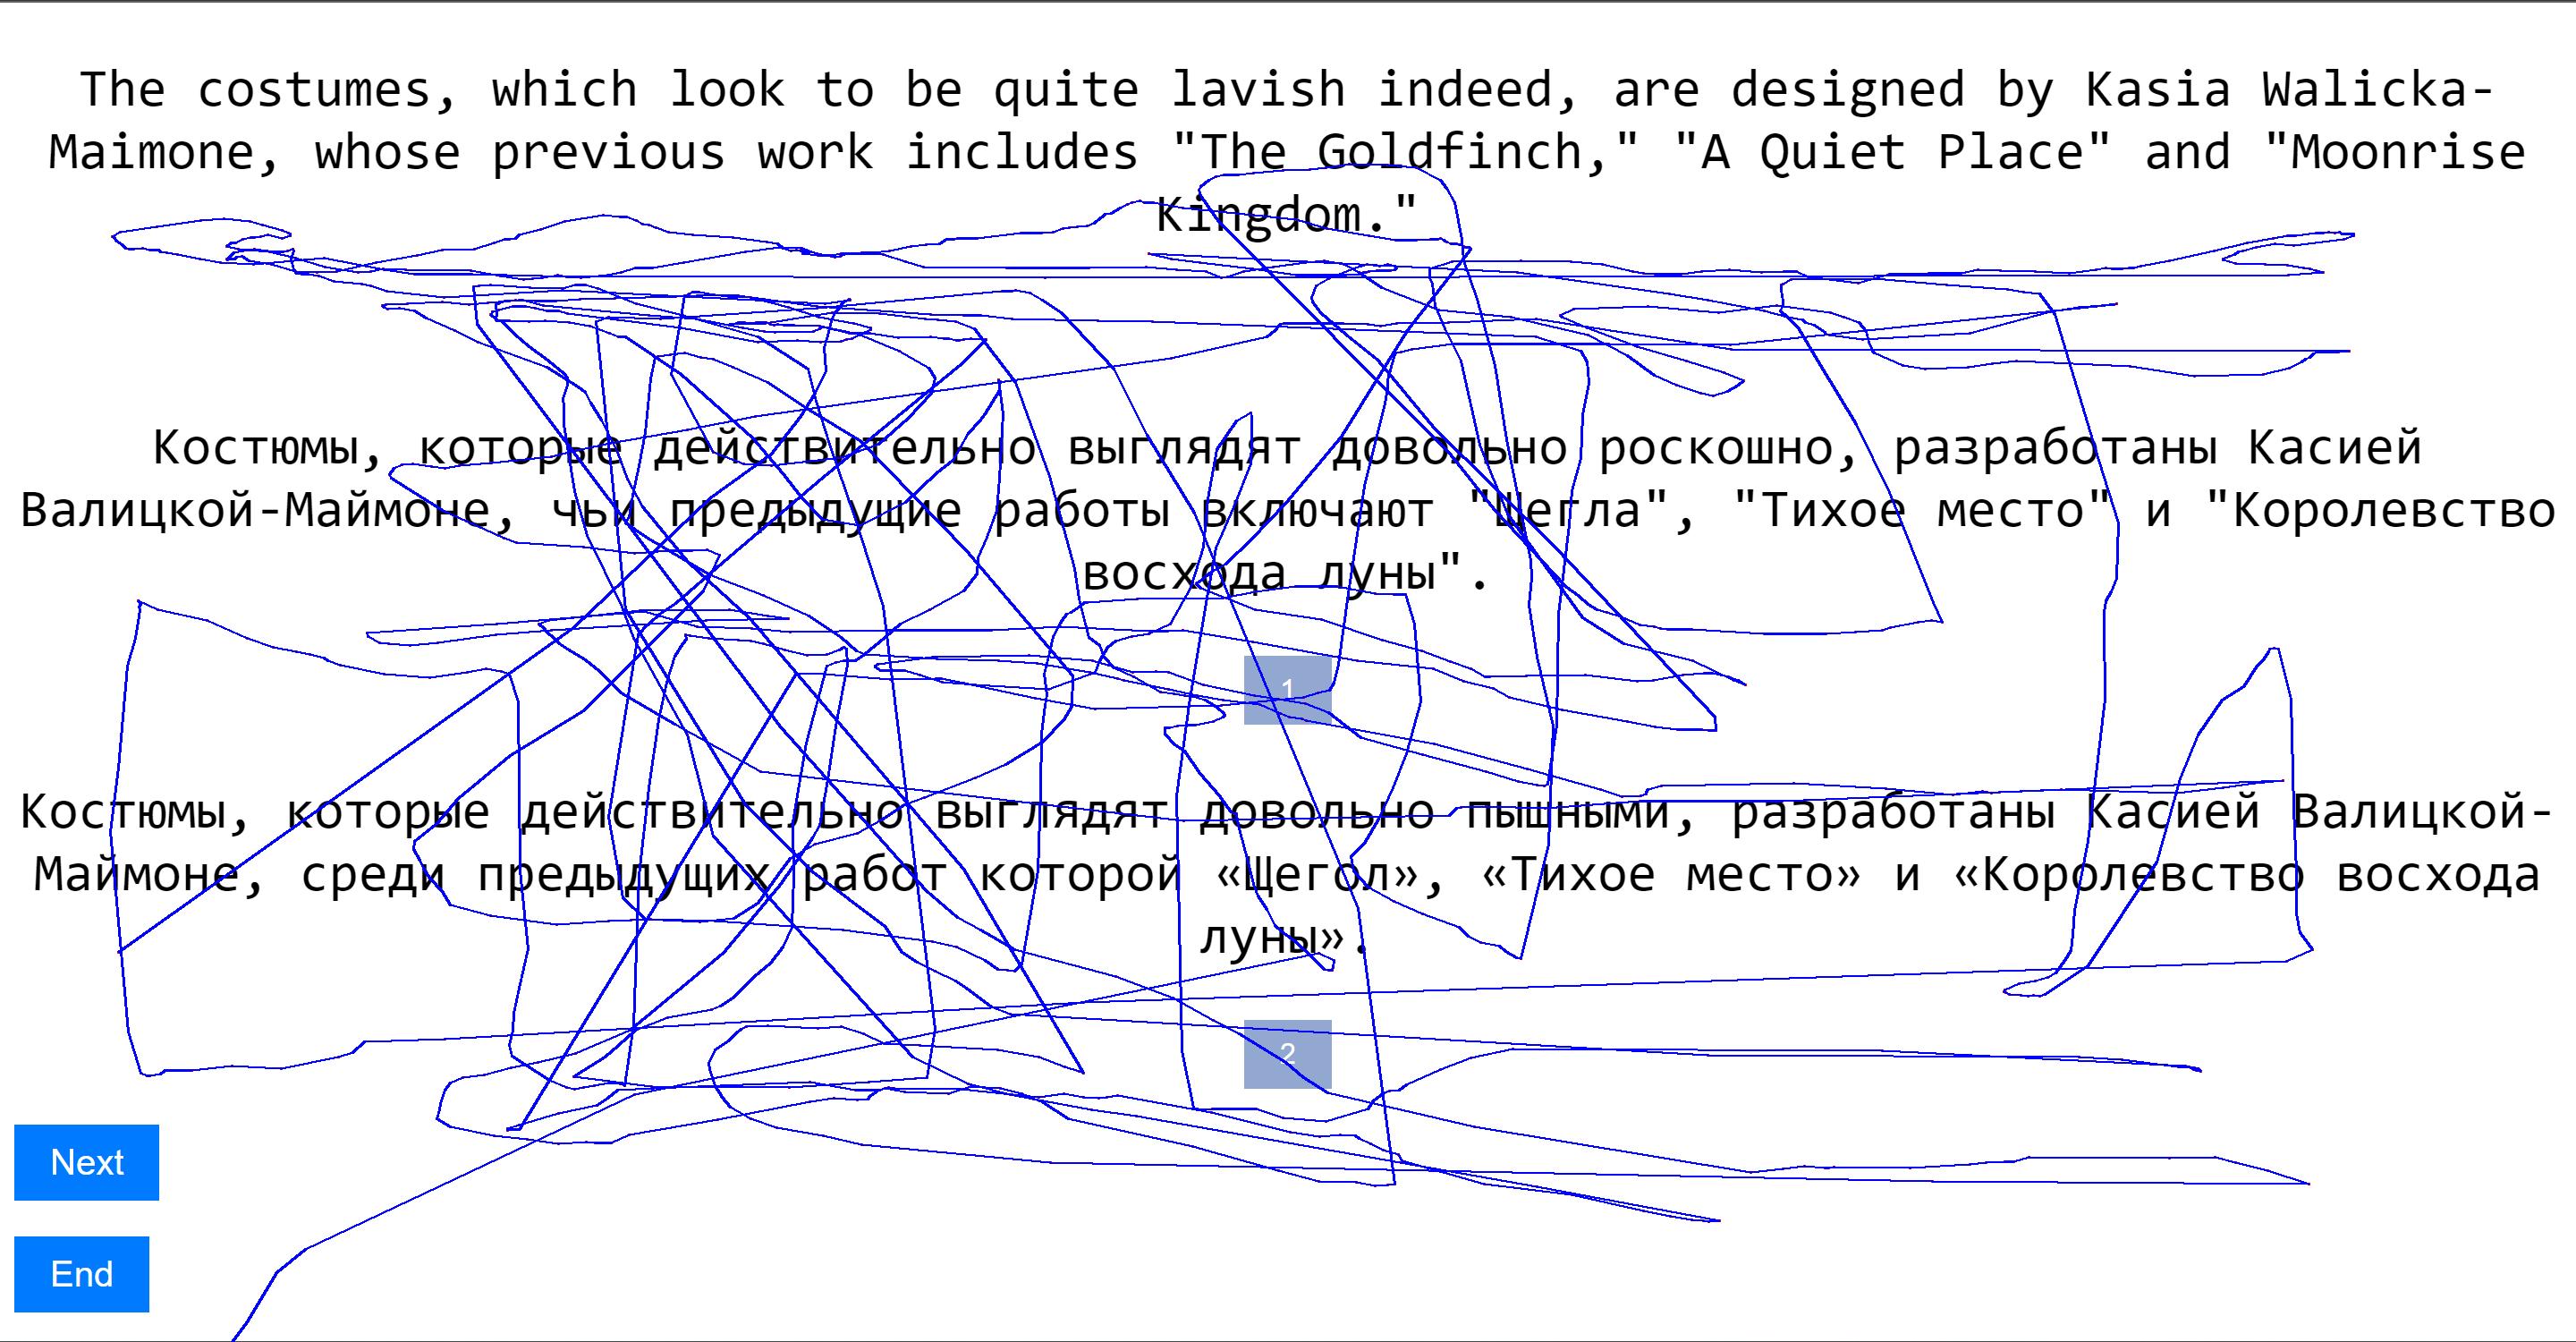 The costumes, which look to be quite lavish indeed, are designed by Kasia Walicka-
Maimone, whose previous work includes "The Goldfinch," "A Quiet Place" and "Moonrise
Kingdom."
Костюмы, которые действительно выглядят довольно роскошно, разработаны Касией
Валицкой-Маймоне, чьи предыдущие работы включают "Щегла", "Тихое место" и "Королевство
восхода луны".
1
Костюмы, которые действительно выглядят довольно пышными, разработаны Касией Валицкой-
Маймоне, среди предыдущих работ которой «Щегол», «Тихое место» и «Королевство восхода
луны».
2
Next
End